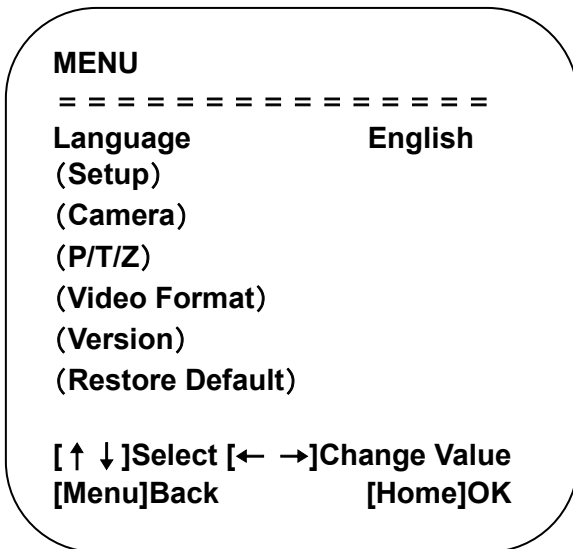 MENU
= = = = = = = = = = = = = = =
Language English
（Setup）
（Camera）
（P/T/Z）
（Video Format）
（Version）
（Restore Default）
[↑ ↓]Select [← →]Change Value
[Menu]Back [Home]OK